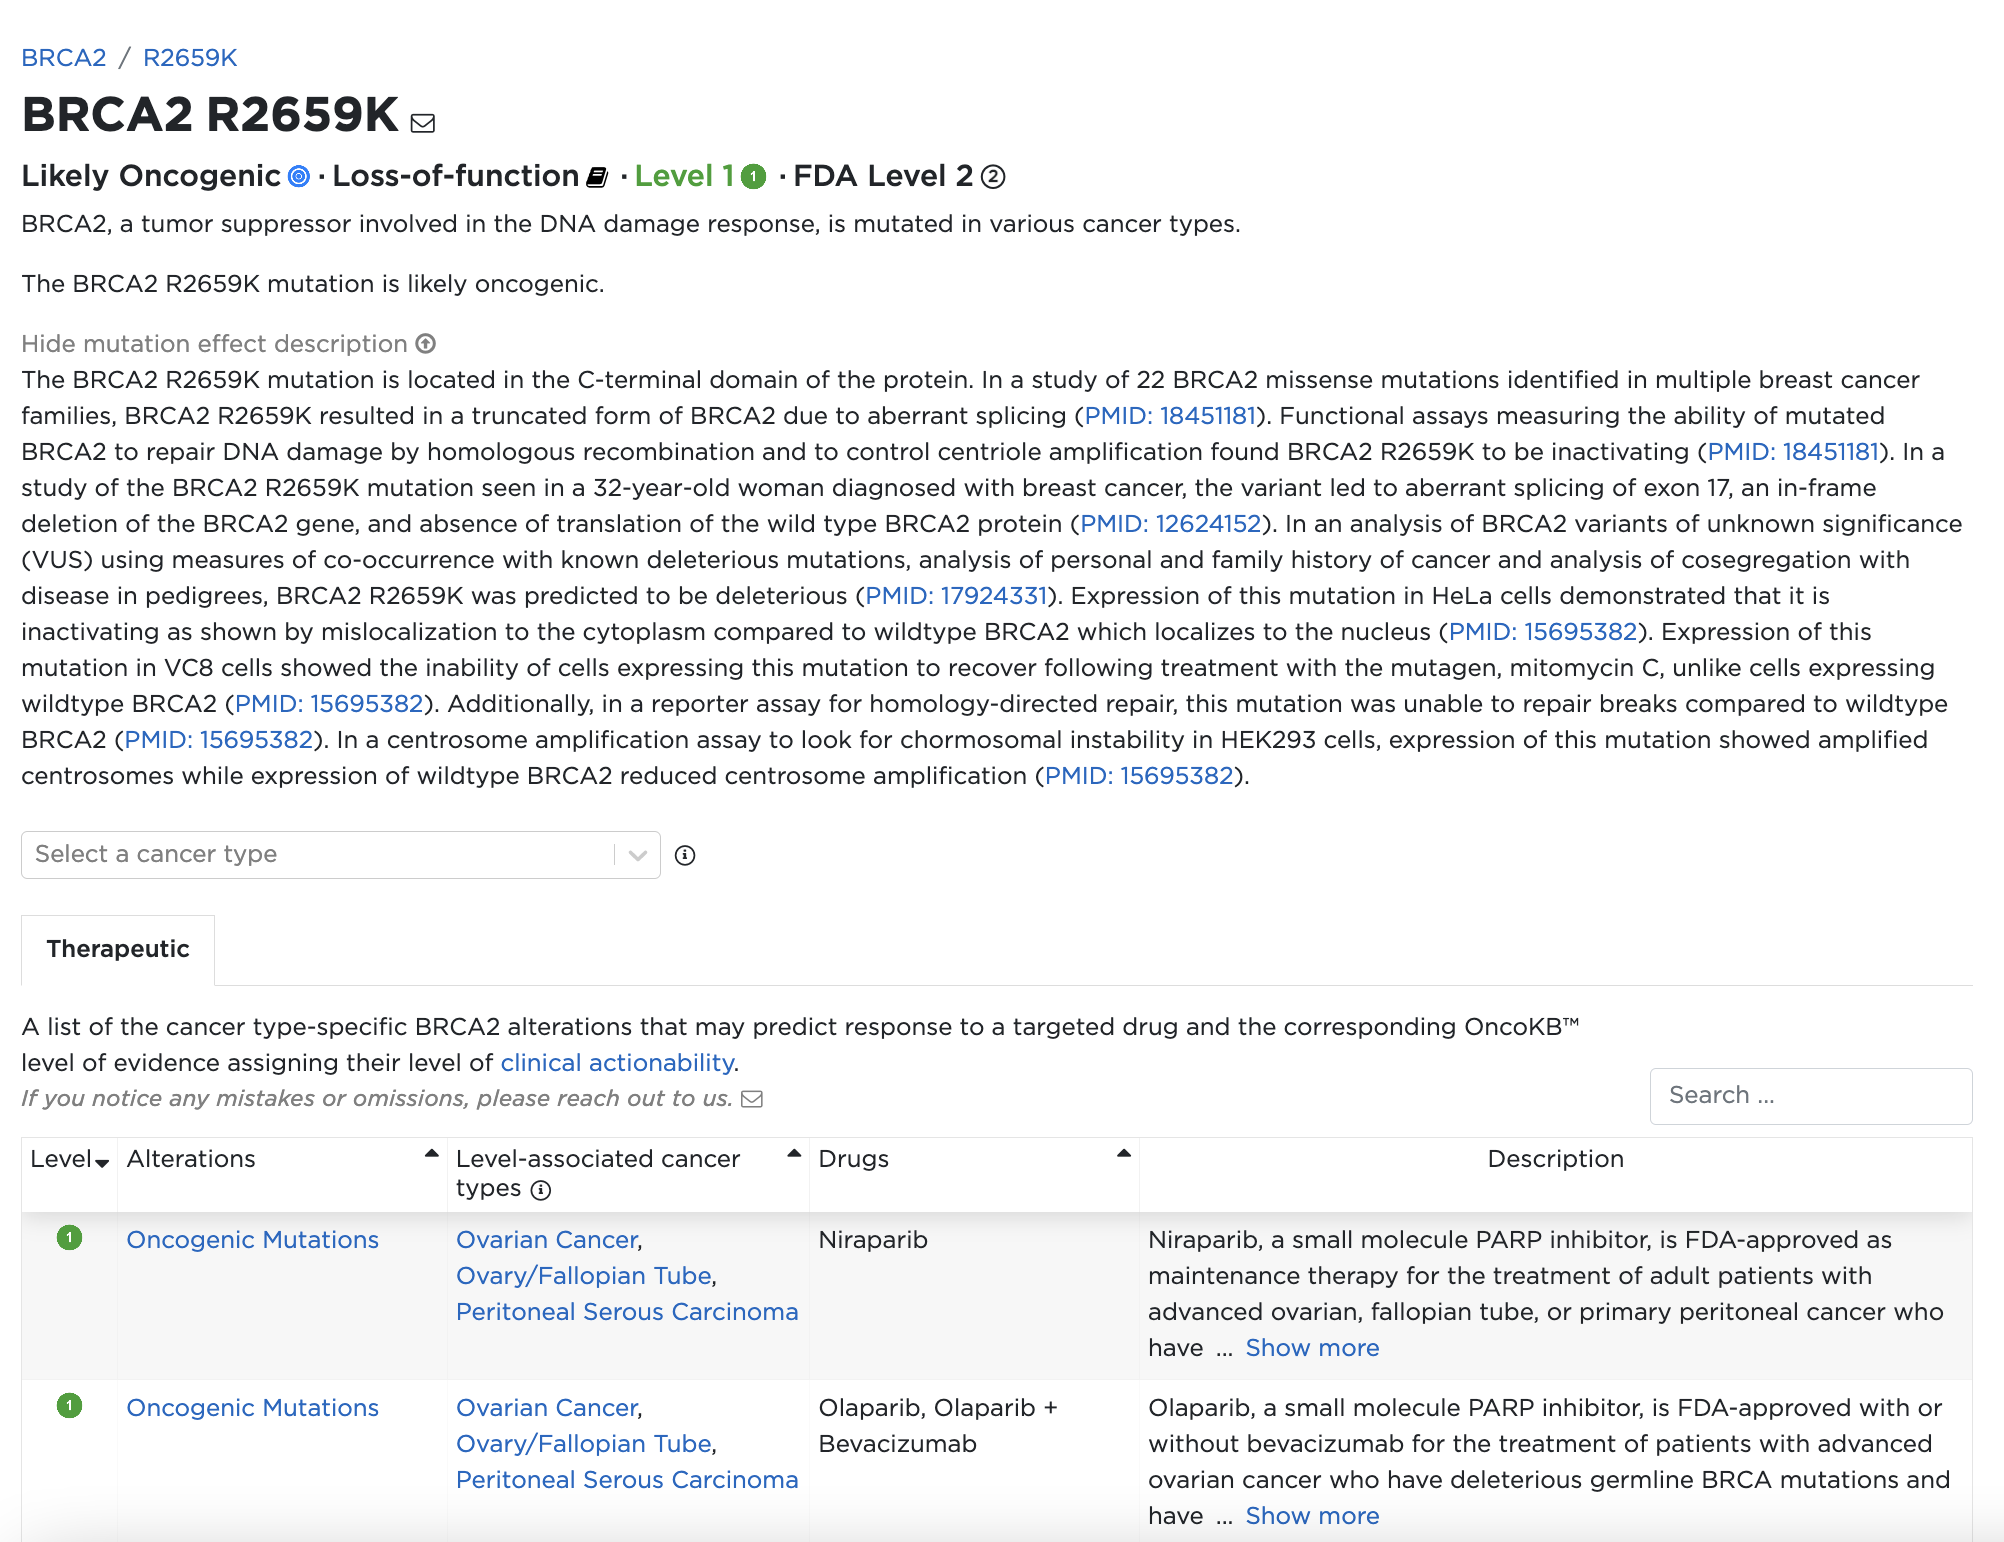 BRCA2 / R2659K
BRCA2 R2659K
Likely Oncogenic · Loss-of-function · Level 1 1 · FDA Level 2 2
BRCA2, a tumor suppressor involved in the DNA damage response, is mutated in various cancer types.
The BRCA2 R2659K mutation is likely oncogenic.
Hide mutation effect description
The BRCA2 R2659K mutation is located in the C-terminal domain of the protein. In a study of 22 BRCA2 missense mutations identified in multiple breast cancer
families, BRCA2 R2659K resulted in a truncated form of BRCA2 due to aberrant splicing (PMID: 18451181). Functional assays measuring the ability of mutated
BRCA2 to repair DNA damage by homologous recombination and to control centriole amplification found BRCA2 R2659K to be inactivating (PMID: 18451181). In a
study of the BRCA2 R2659K mutation seen in a 32-year-old woman diagnosed with breast cancer, the variant led to aberrant splicing of exon 17, an in-frame
deletion of the BRCA2 gene, and absence of translation of the wild type BRCA2 protein (PMID: 12624152). In an analysis of BRCA2 variants of unknown significance
(VUS) using measures of co-occurrence with known deleterious mutations, analysis of personal and family history of cancer and analysis of cosegregation with
disease in pedigrees, BRCA2 R2659K was predicted to be deleterious (PMID: 17924331). Expression of this mutation in HeLa cells demonstrated that it is
inactivating as shown by mislocalization to the cytoplasm compared to wildtype BRCA2 which localizes to the nucleus (PMID: 15695382). Expression of this
mutation in VC8 cells showed the inability of cells expressing this mutation to recover following treatment with the mutagen, mitomycin C, unlike cells expressing
wildtype BRCA2 (PMID: 15695382). Additionally, in a reporter assay for homology-directed repair, this mutation was unable to repair breaks compared to wildtype
BRCA2 (PMID: 15695382). In a centrosome amplification assay to look for chormosomal instability in HEK293 cells, expression of this mutation showed amplified
centrosomes while expression of wildtype BRCA2 reduced centrosome amplification (PMID: 15695382).
Select a cancer type
Therapeutic
A list of the cancer type-specific BRCA2 alterations that may predict response to a targeted drug and the corresponding OncoKB™
level of evidence assigning their level of clinical actionability.
If you notice any mistakes or omissions, please reach out to us.
Search ...
Level Alterations Level-associated cancer Drugs Description
types
1 Oncogenic Mutations Ovarian Cancer, Niraparib Niraparib, a small molecule PARP inhibitor, is FDA-approved as
Ovary/Fallopian Tube, maintenance therapy for the treatment of adult patients with
Peritoneal Serous Carcinoma advanced ovarian, fallopian tube, or primary peritoneal cancer who
have ... Show more
1 Oncogenic Mutations Ovarian Cancer, Olaparib, Olaparib + Olaparib, a small molecule PARP inhibitor, is FDA-approved with or
Ovary/Fallopian Tube, Bevacizumab without bevacizumab for the treatment of patients with advanced
Peritoneal Serous Carcinoma ovarian cancer who have deleterious germline BRCA mutations and
have ... Show more